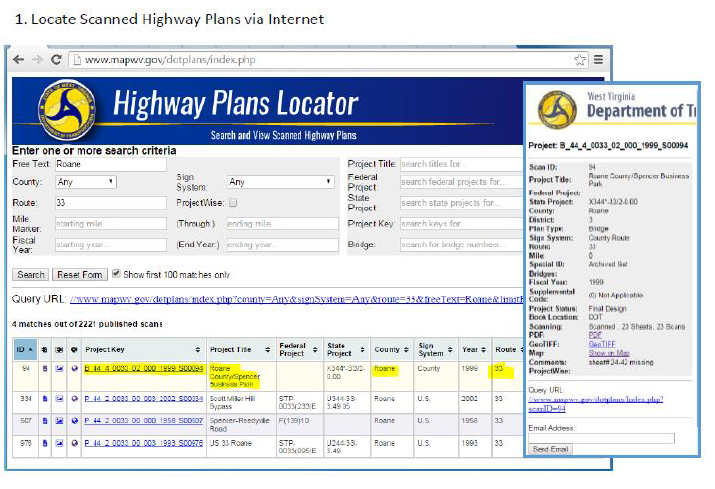 1. Locate Scanned Highway Plans via Internet
www.mapwv.gov/dotplans/index.php
Highway Plans Locator
Search and View Scanned Highway Plans
Enter one or more search criteria
Free Text: Roane Project Title: search titles for...
County: Any Sign System: Any Federal Project: search federal projects for...
Route: 33 ProjectWise: State Project: search state projects for...
Mile Marker: starting mile... (Through:) ending mile... Project Key: search keys for...
Fiscal Year: starting year... (End Year:) ending year... Bridge: search for bridge numbers...
Search Reset Form Show first 100 matches only
Query URL: //www.mapwv.gov/dotplans/index.php?county=Any&signSystem=Any&route=33&freeText=Roane&limit
4 matches out of 2221 published scans
ID Project Key Project Title Federal Project State Project County Sign System Year Route
94 B_44_4_0033_02_000_1999_S00094 Roane County/Spencer Business Park X344*-33/2-0.00 Roane County 1999 33
334 P_44_2_0033_00_003_2002_S0034 Scott Miller Hill Bypass STP-0033(233)E U344-33-3.49 05 Roane U.S. 2002 33
507 P_44_2_0033_00_000_1958_S00507 Spencer-Reedyville Road F(139)10 Roane U.S. 1958 33
978 P_44_2_0033_00_003_1993_S00976 US 33 Roane STP-0033(095)E U244-33-3.49 Roane U.S. 1993 33
West Virginia
Department of T
Project: B_44_4_0033_02_000_1999_S00094
Scan ID: 94
Project Title: Roane County/Spencer Business Park
Federal Project:
State Project: X344*-33/2-0.00
County: Roane
District: 3
Plan Type: Bridge
Sign System: County Route
Route: 33
Mile: 0
Special ID: Archived Set
Bridges:
Fiscal Year: 1999
Supplemental Code: (0) Not Applicable
Project Status: Final Design
Book Location: DOT
Scanning: Scanned , 23 Sheets, 23 Scans
PDF: PDF
GeoTIFF: GeoTIFF
Map: Show on Map
Comments: sheet# 24-42 missing
ProjectWise:
Query URL:
//www.mapwv.gov/dotplans/index.php?
scanID=94
Email Address:
Send Email